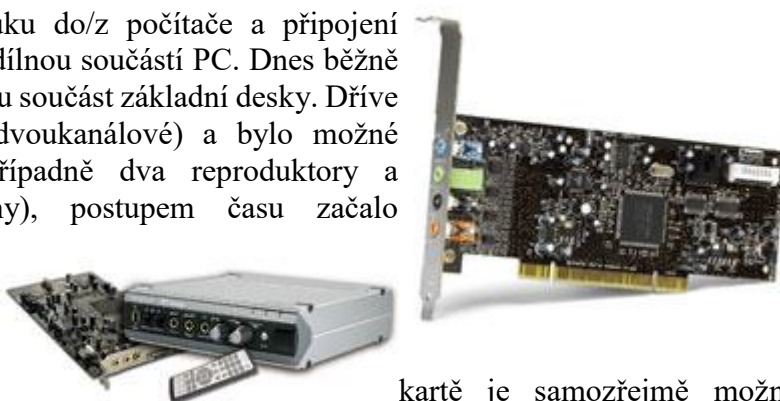 uku do/z počítače a připojení
dílnou součástí PC. Dnes běžně
u součást základní desky. Dříve
dvoukanálové) a bylo možné
řípadně dva reproduktory a
ny), postupem času začalo
kartě je samozřejmě možn